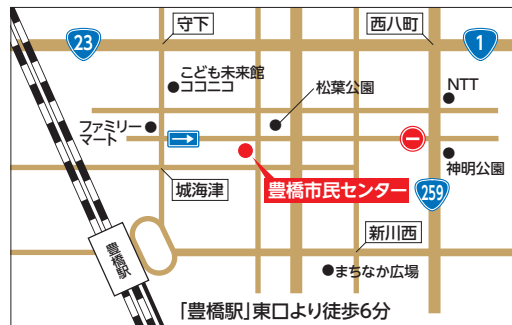 23
守下
西八町
1
こども未来館
ココニコ
松葉公園
NTT
ファミリー
マート
神明公園
豊橋市民センター
城海津
259
新川西
豊橋駅
まちなか広場
「豊橋駅」東口より徒歩6分